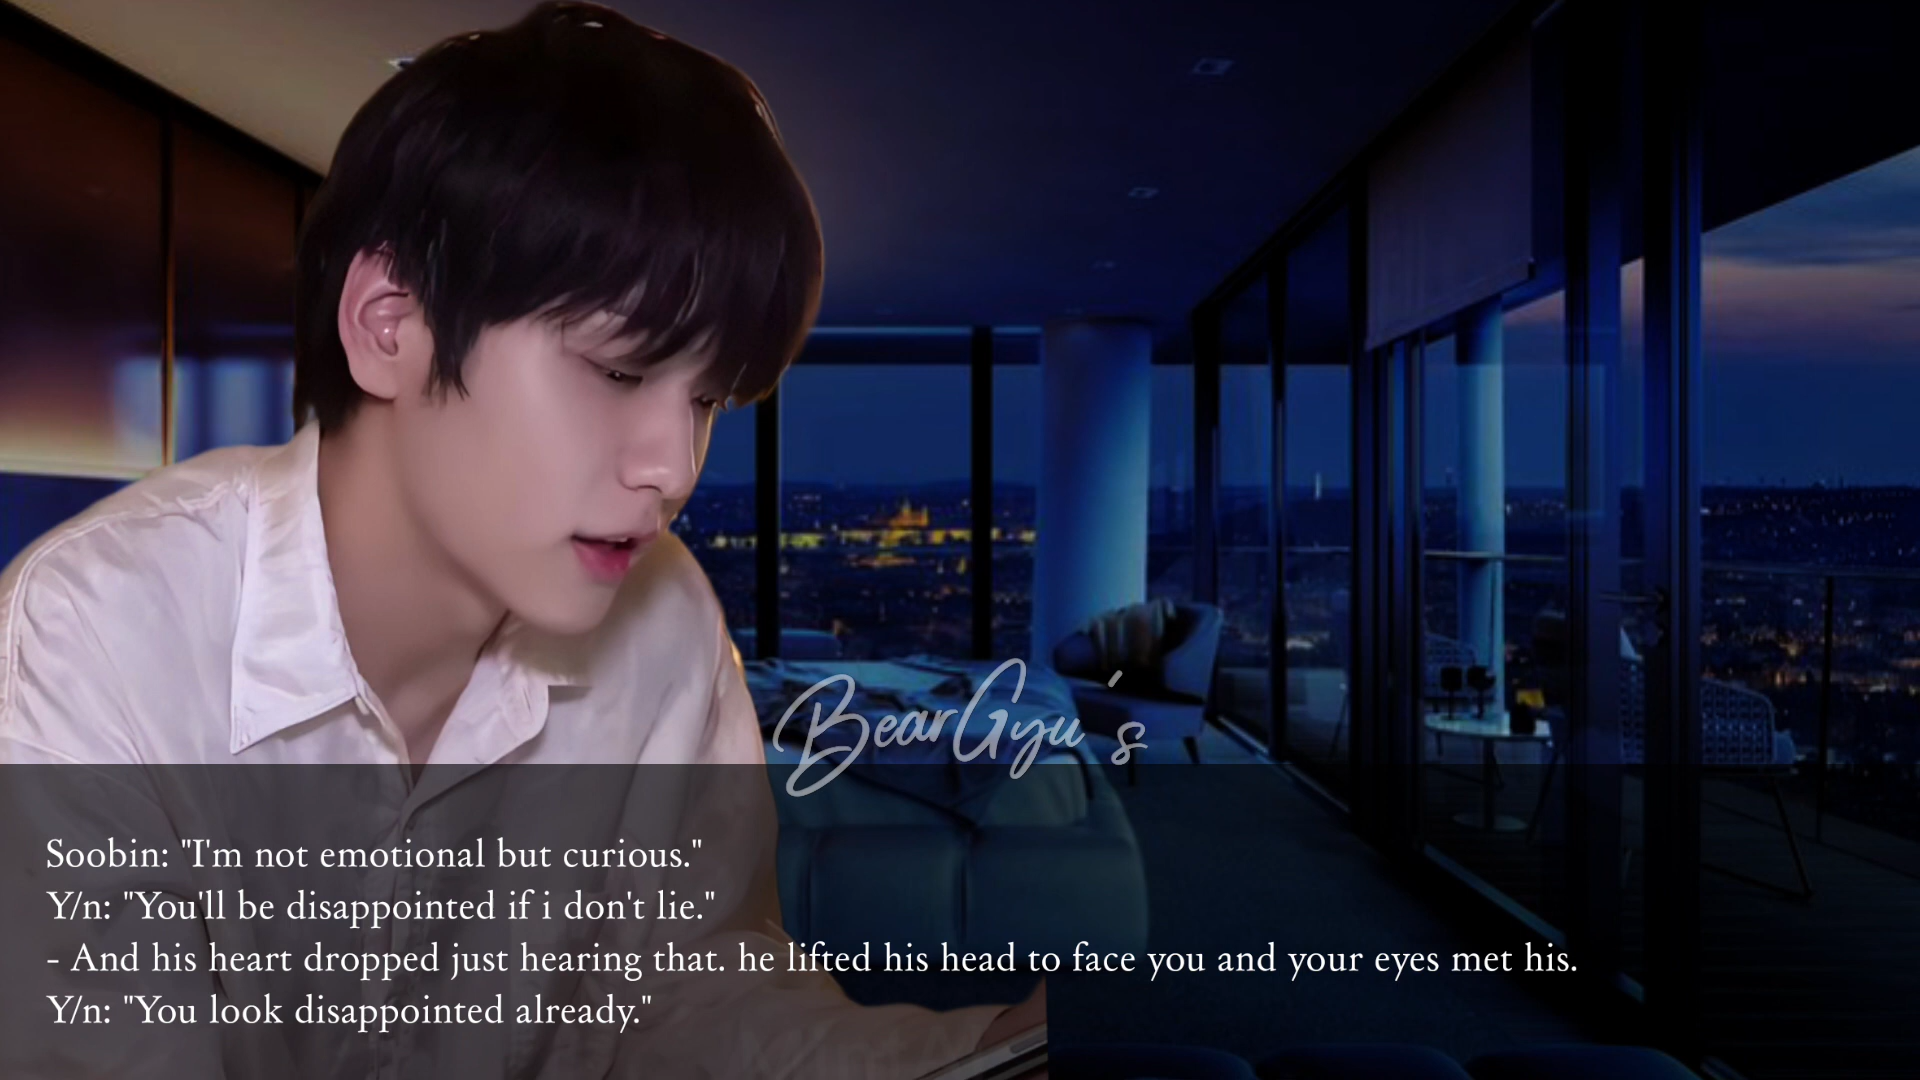 BearGyu's
Soobin: "I'm not emotional but curious."
Y/n: "You'll be disappointed if i don't lie."
- And his heart dropped just hearing that. he lifted his head to face you and your eyes met his.
Y/n: "You look disappointed already."